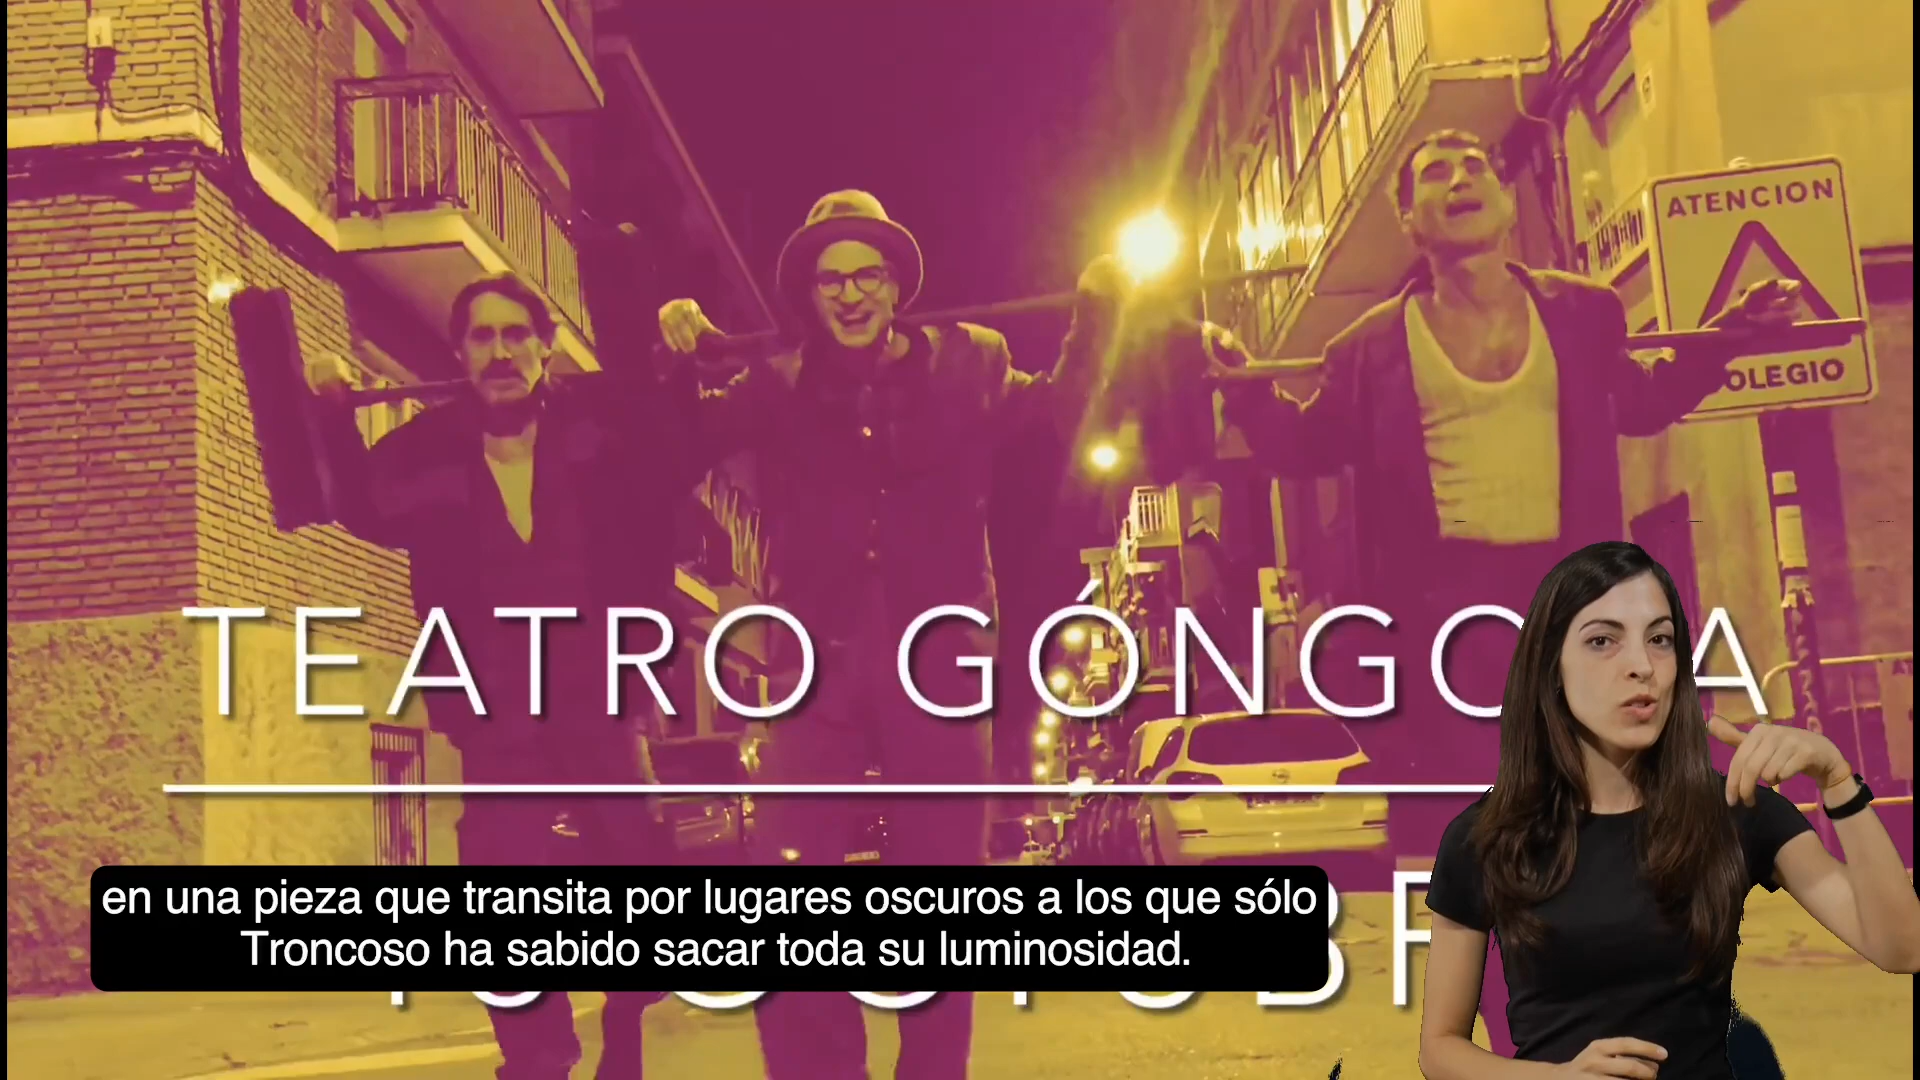 ATENCION
OLEGIO
TEATRO GÓNGO A
en una pieza que transita por lugares oscuros a los que sólo
Troncoso ha sabido sacar toda su luminosidad.